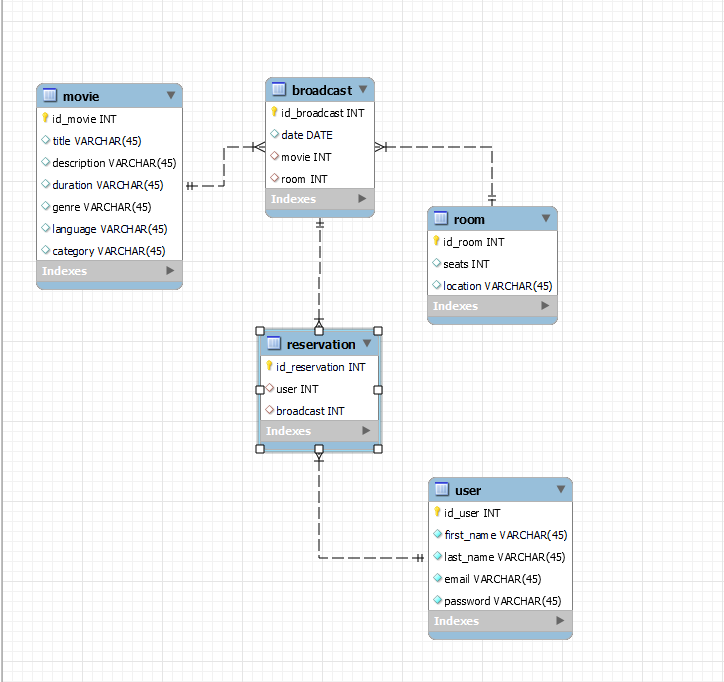 movie
id_movie INT
title VARCHAR(45)
description VARCHAR(45)
duration VARCHAR(45)
genre VARCHAR(45)
language VARCHAR(45)
category VARCHAR(45)
Indexes
broadcast
id_broadcast INT
date DATE
movie INT
room INT
Indexes
room
id_room INT
seats INT
location VARCHAR(45)
Indexes
reservation
id_reservation INT
user INT
broadcast INT
Indexes
user
id_user INT
first_name VARCHAR(45)
last_name VARCHAR(45)
email VARCHAR(45)
password VARCHAR(45)
Indexes